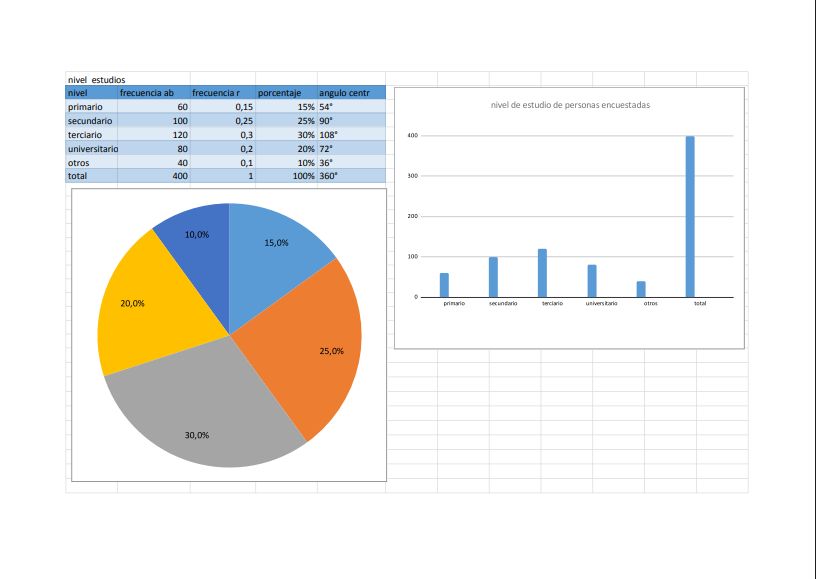 nivel estudios
nivel frecuencia ab frecuencia r porcentaje angulo centr
primario 60 0,15 15% 54°
secundario 100 0,25 25% 90°
terciario 120 0,3 30% 108°
universitario 80 0,2 20% 72°
otros 40 0,1 10% 36°
total 400 1 100% 360°
10,0%
15,0%
20,0%
25,0%
30,0%
nivel de estudio de personas encuestadas
400
300
200
100
0
primario secundario terciario universitario otros total